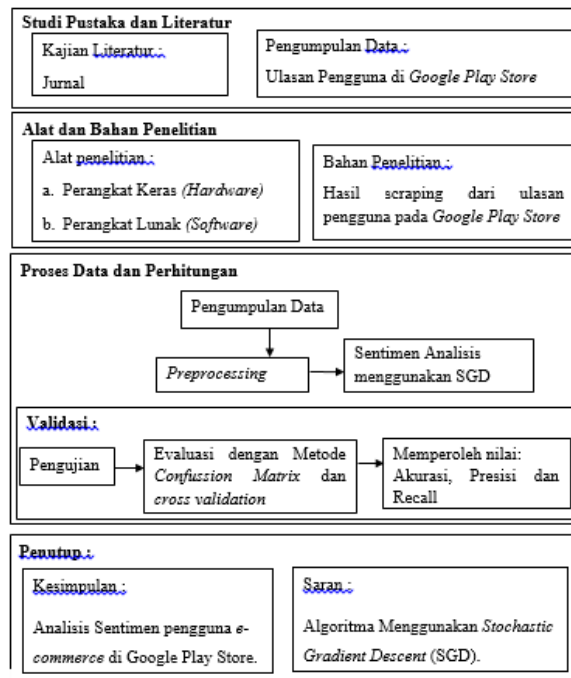 Studi Pustaka dan Literatur
Kajian Literatur :
Jurnal
Pengumpulan Data :
Ulasan Pengguna di Google Play Store
Alat dan Bahan Penelitian
Alat penelitian :
a. Perangkat Keras (Hardware)
b. Perangkat Lunak (Software)
Bahan Penelitian :
Hasil scraping dari ulasan
pengguna pada Google Play Store
Proses Data dan Perhitungan
Pengumpulan Data
Preprocessing
Sentimen Analisis
menggunakan SGD
Validasi :
Pengujian
Evaluasi dengan Metode
Confussion Matrix dan
cross validation
Memperoleh nilai:
Akurasi, Presisi dan
Recall
Penutup :
Kesimpulan :
Analisis Sentimen pengguna e-
commerce di Google Play Store.
Saran :
Algoritma Menggunakan Stochastic
Gradient Descent (SGD).